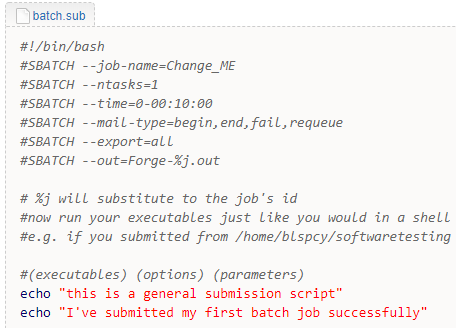 batch.sub
#!/bin/bash
#SBATCH --job-name=Change_ME
#SBATCH --ntasks=1
#SBATCH --time=0-00:10:00
#SBATCH --mail-type=begin,end,fail,requeue
#SBATCH --export=all
#SBATCH --out=Forge-%j.out
# %j will substitute to the job's id
#now run your executables just like you would in a shell
#e.g. if you submitted from /home/blspcy/softwaretesting
#(executables) (options) (parameters)
echo "this is a general submission script"
echo "I've submitted my first batch job successfully"